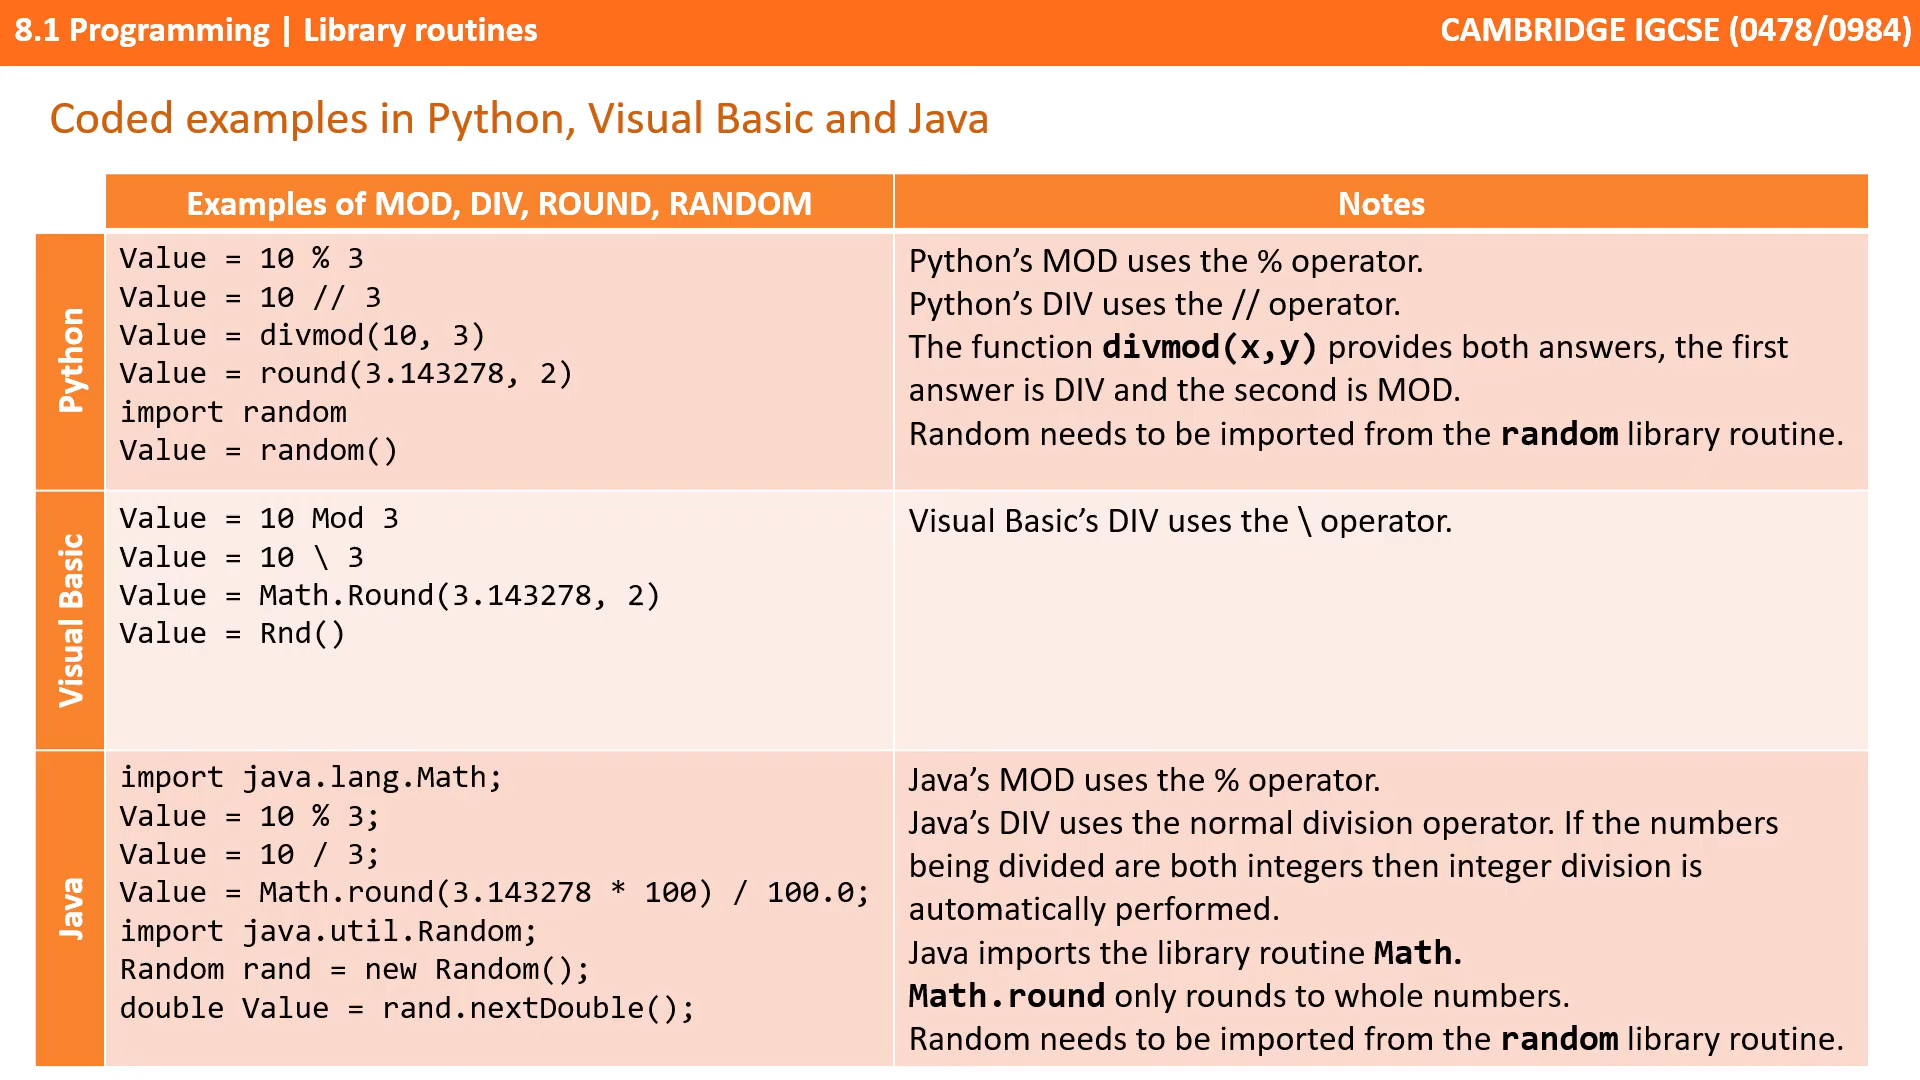 8.1 Programming | Library routines
CAMBRIDGE IGCSE (0478/0984)
Coded examples in Python, Visual Basic and Java
Examples of MOD, DIV, ROUND, RANDOM
Notes
Python
Value = 10 % 3
Value = 10 // 3
Value = divmod(10, 3)
Value = round(3.143278, 2)
import random
Value = random()
Python’s MOD uses the % operator.
Python’s DIV uses the // operator.
The function divmod(x,y) provides both answers, the first
answer is DIV and the second is MOD.
Random needs to be imported from the random library routine.
Visual Basic
Value = 10 Mod 3
Value = 10 \ 3
Value = Math.Round(3.143278, 2)
Value = Rnd()
Visual Basic’s DIV uses the \ operator.
Java
import java.lang.Math;
Value = 10 % 3;
Value = 10 / 3;
Value = Math.round(3.143278 * 100) / 100.0;
import java.util.Random;
Random rand = new Random();
double Value = rand.nextDouble();
Java’s MOD uses the % operator.
Java’s DIV uses the normal division operator. If the numbers
being divided are both integers then integer division is
automatically performed.
Java imports the library routine Math.
Math.round only rounds to whole numbers.
Random needs to be imported from the random library routine.